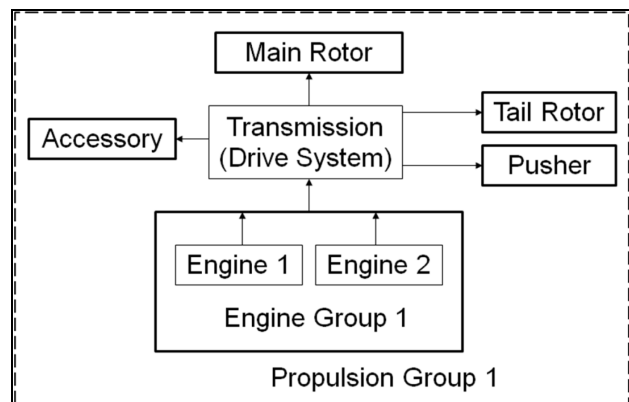 Main Rotor
Accessory
Transmission
(Drive System)
Tail Rotor
Pusher
Engine 1
Engine 2
Engine Group 1
Propulsion Group 1